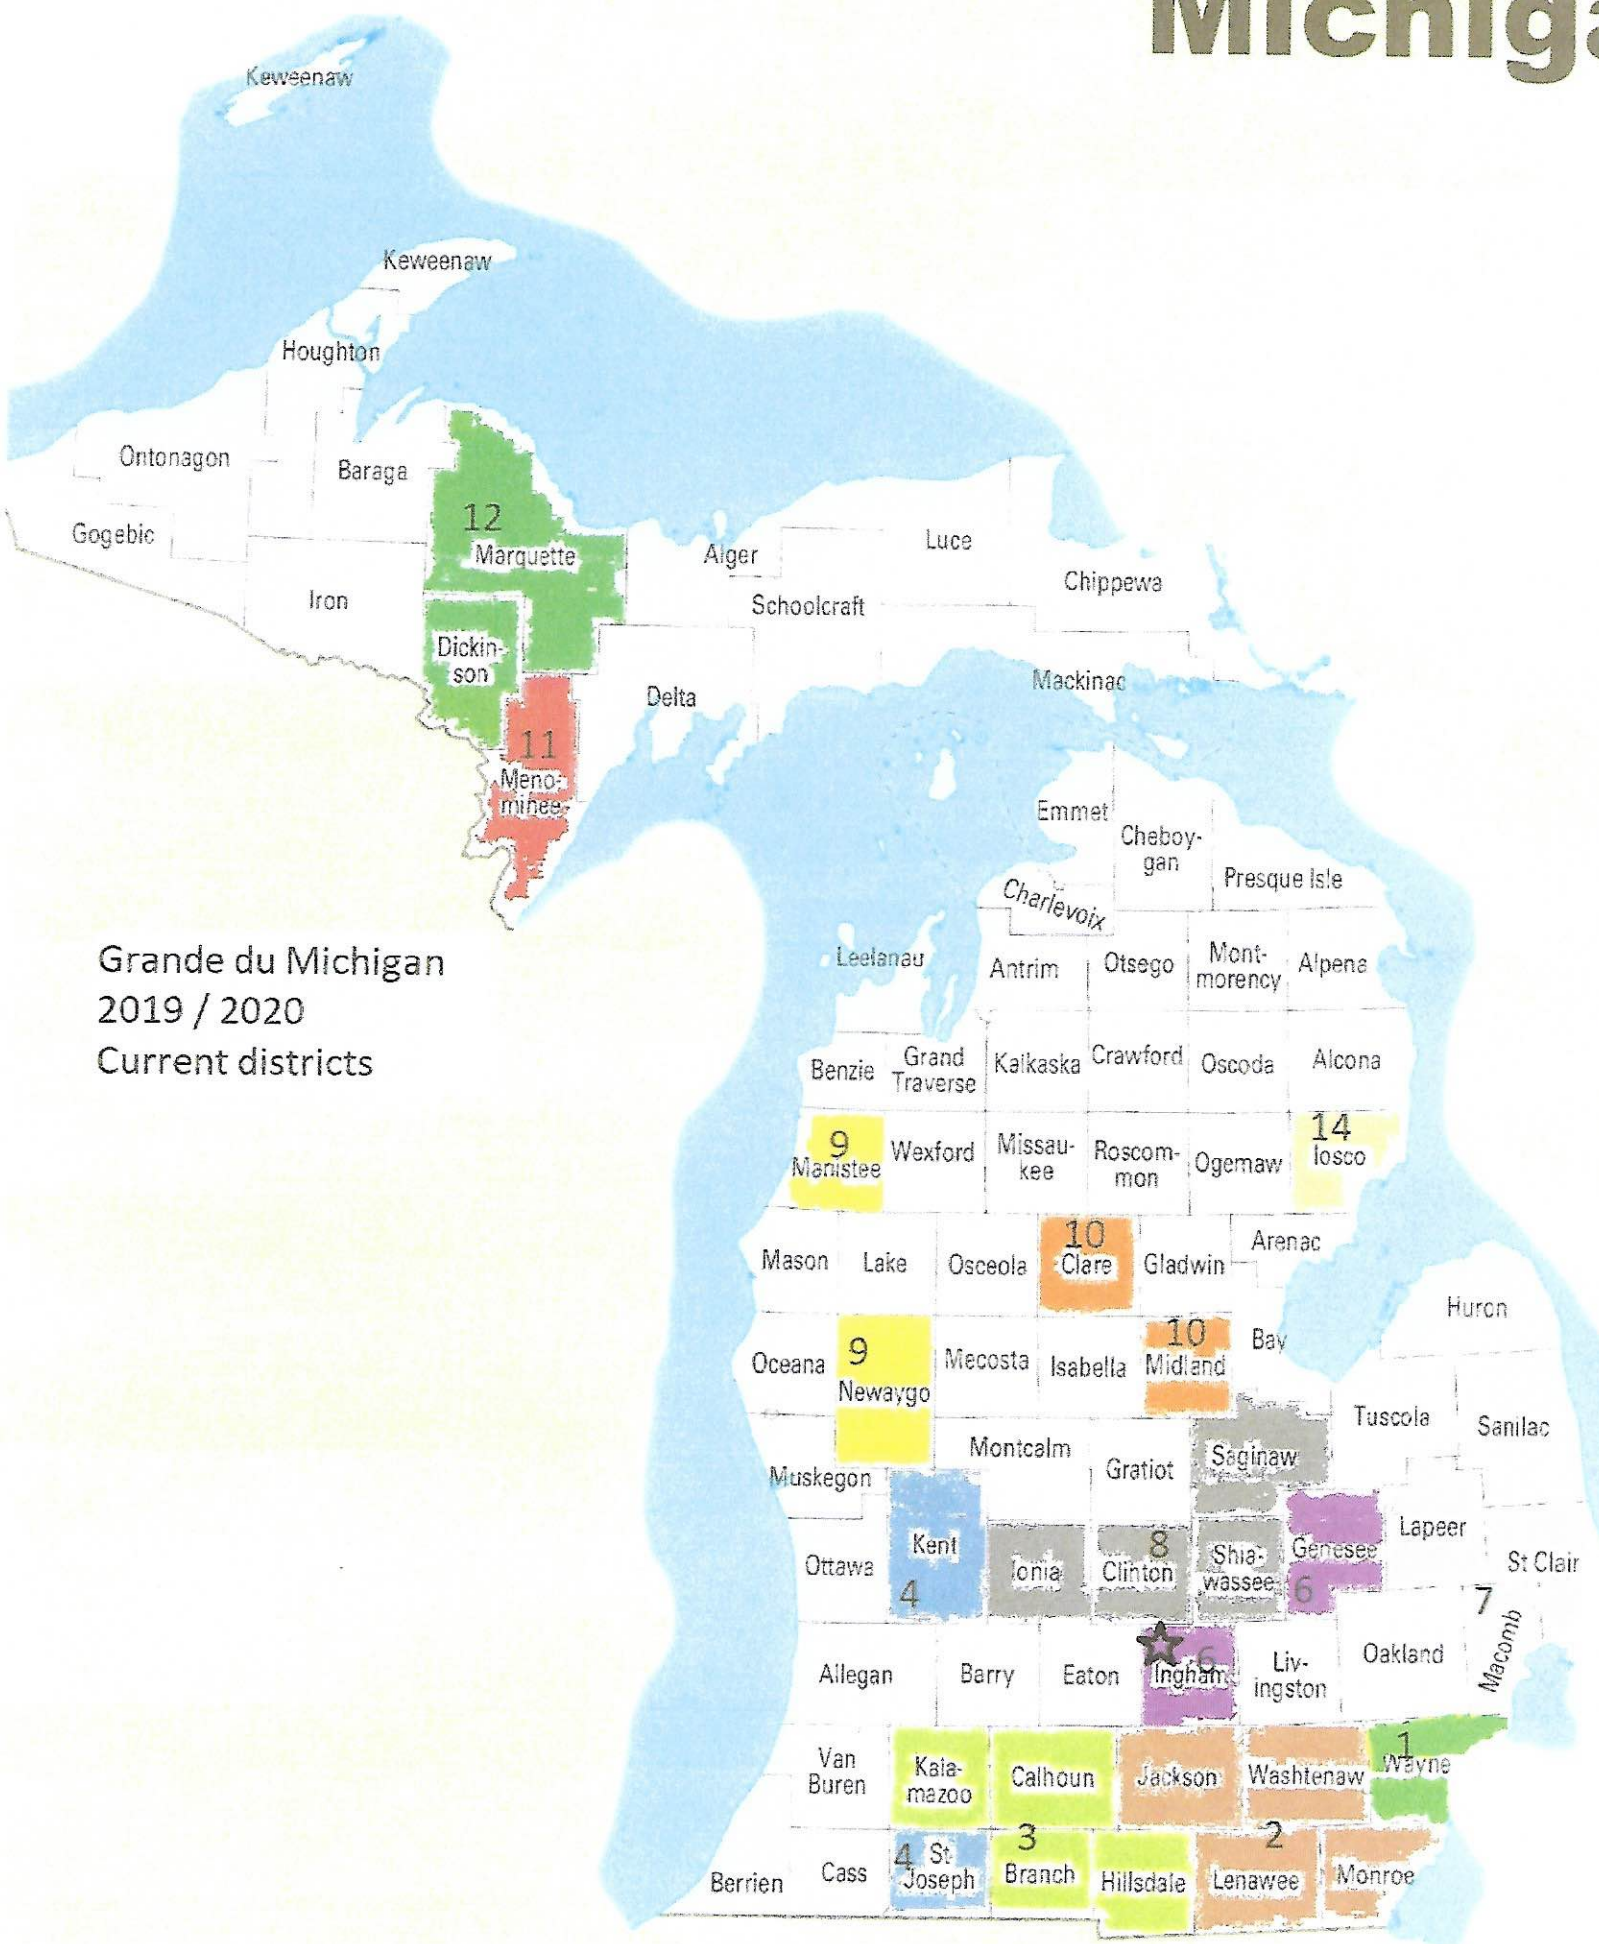 Michiga
Keweenaw
Keweenaw
Houghton
Ontonagon
Baraga
Gogebic
12
Marquette
Alger
Luce
Iron
Schoolcraft
Chippewa
Dickin-
son
Delta
Mackinac
11
Meno-
minee
Emmet
Cheboy-
gan
Presque Isle
Charlevoix
Grande du Michigan
2019 / 2020
Current districts
Leelanau
Antrim
Otsego
Mont-
morency
Alpena
Benzie
Grand
Traverse
Kalkaska
Crawford
Oscoda
Alcona
9
Manistee
Wexford
Missau-
kee
Roscom-
mon
Ogemaw
14
Iosco
Mason
Lake
Osceola
10
Clare
Gladwin
Arenac
Huron
Oceana
9
Newaygo
Mecosta
Isabella
10
Midland
Bay
Tuscola
Sanilac
Muskegon
Montcalm
Gratiot
Saginaw
Ottawa
Kent
4
Ionia
8
Clinton
Shia-
wassee
Genesee
6
Lapeer
St Clair
Allegan
Barry
Eaton
6
Ingham
Liv-
ingston
Oakland
7
Macomb
Van
Buren
Kala-
mazoo
Calhoun
Jackson
Washtenaw
1
Wayne
Berrien
Cass
4
St
Joseph
3
Branch
Hillsdale
2
Lenawee
Monroe